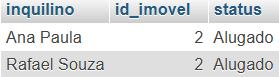 inquilino id_imovel status
Ana Paula 2 Alugado
Rafael Souza 2 Alugado